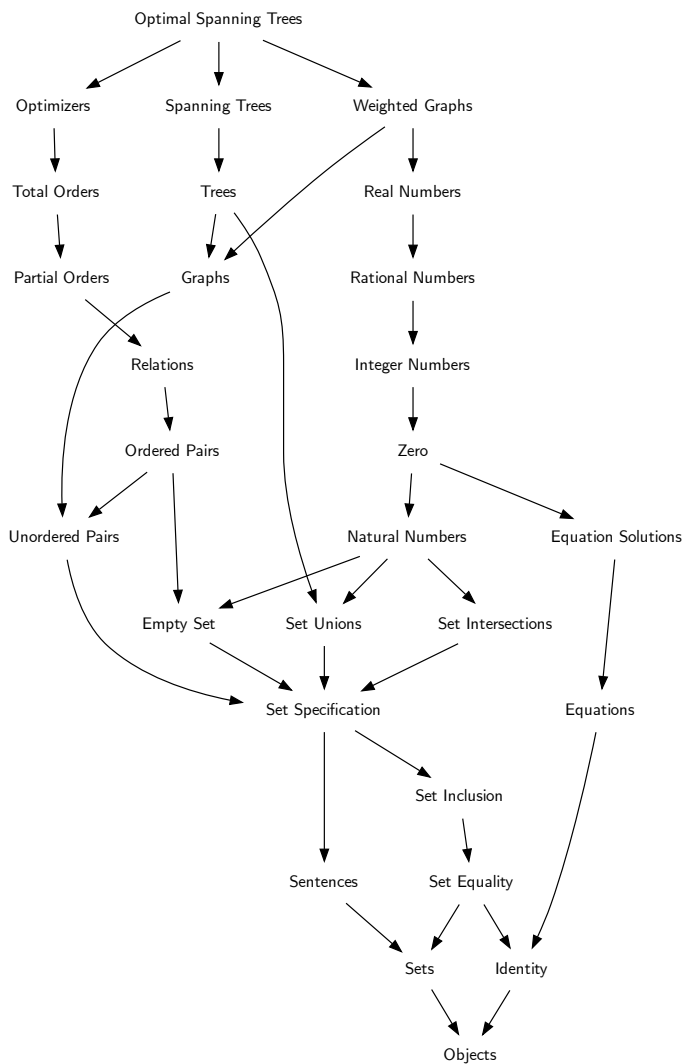 Optimal Spanning Trees
Optimizers
Spanning Trees
Weighted Graphs
Total Orders
Trees
Real Numbers
Partial Orders
Graphs
Rational Numbers
Relations
Integer Numbers
Ordered Pairs
Zero
Unordered Pairs
Natural Numbers
Equation Solutions
Empty Set
Set Unions
Set Intersections
Set Specification
Equations
Set Inclusion
Sentences
Set Equality
Sets
Identity
Objects